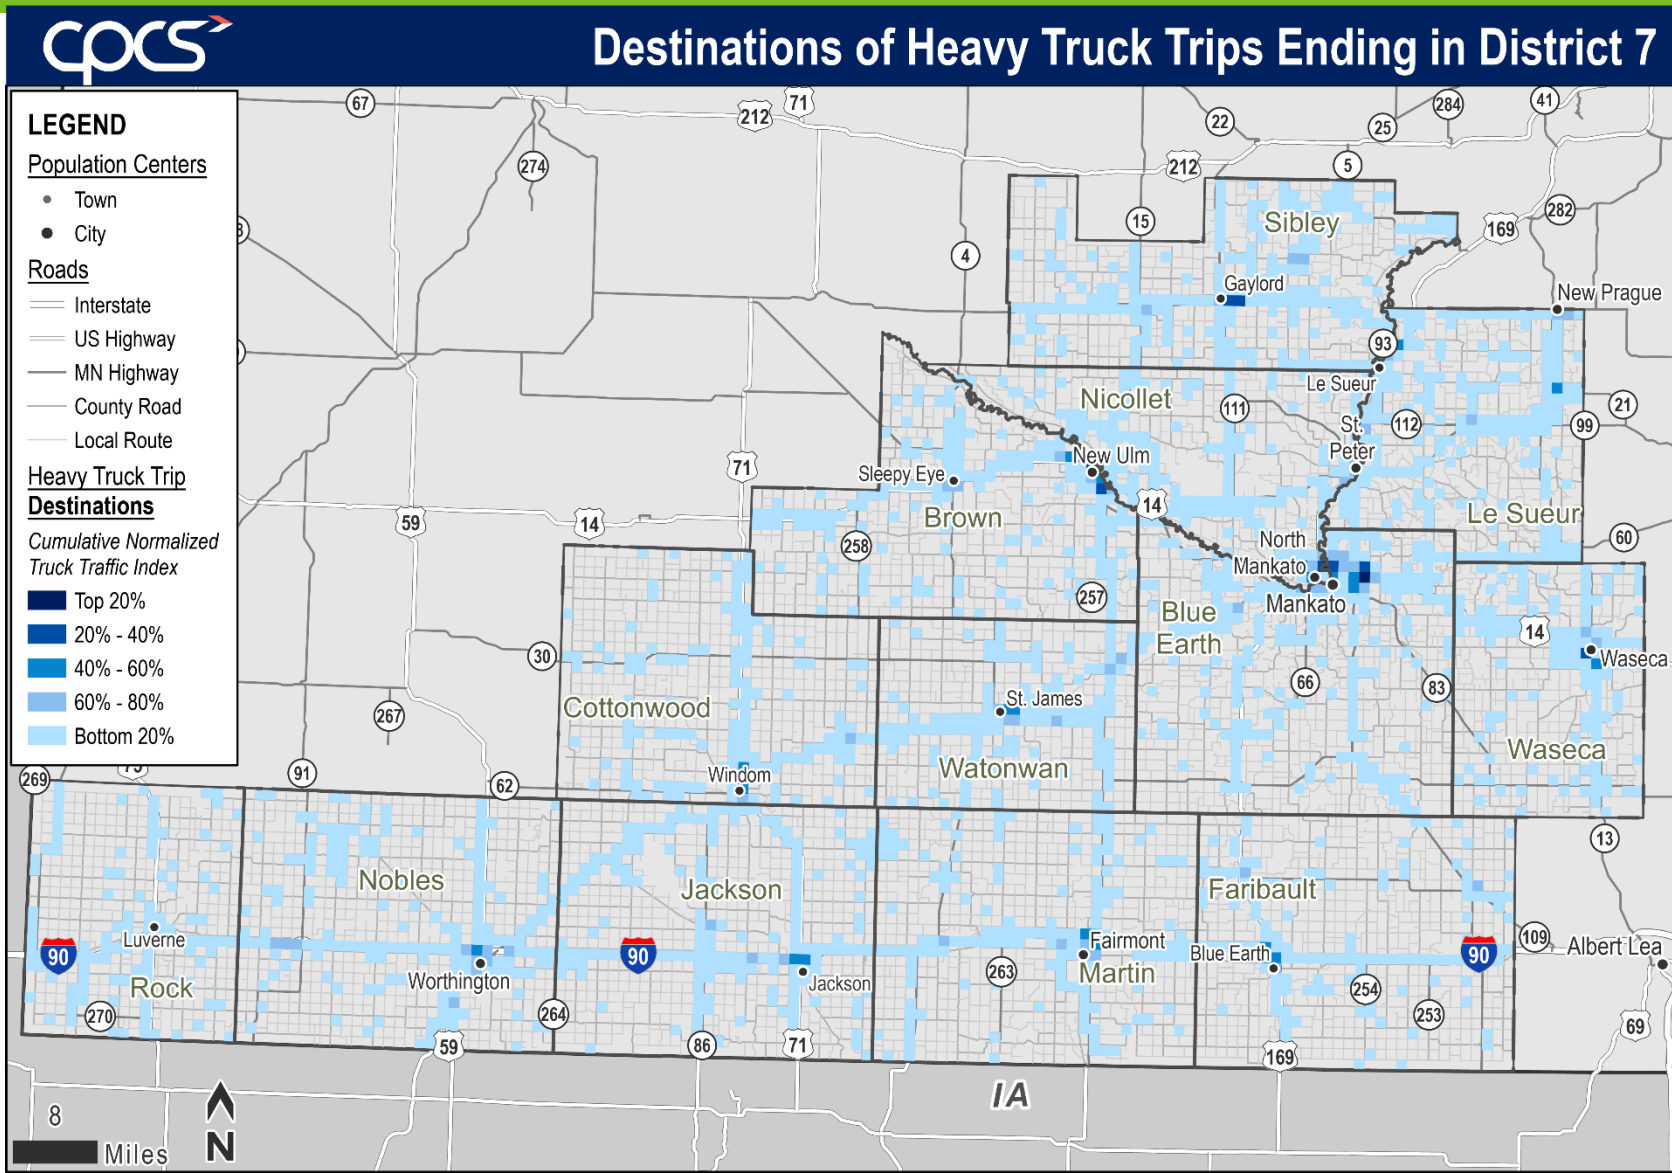 cpcs
Destinations of Heavy Truck Trips Ending in District 7
LEGEND
Population Centers
Town
City
Roads
Interstate
US Highway
MN Highway
County Road
Local Route
Heavy Truck Trip
Destinations
Cumulative Normalized
Truck Traffic Index
Top 20%
20% - 40%
40% - 60%
60% - 80%
Bottom 20%
67
71
212
22
284
41
25
274
212
5
15
Sibley
282
169
4
Gaylord
New Prague
93
Le Sueur
Nicollet
111
112
21
St.
Peter
99
71
New Ulm
Sleepy Eye
59
14
14
Brown
Le Sueur
258
North
Mankato
60
257
Mankato
Blue
Earth
14
30
Waseca
66
83
267
Cottonwood
St. James
Waseca
Watonwan
269
91
62
Windom
13
Nobles
Jackson
Faribault
Luverne
90
90
Fairmont
109
Albert Lea
Blue Earth
90
Worthington
263
Martin
Jackson
Rock
254
270
264
253
69
59
86
71
169
IA
8
Miles
N